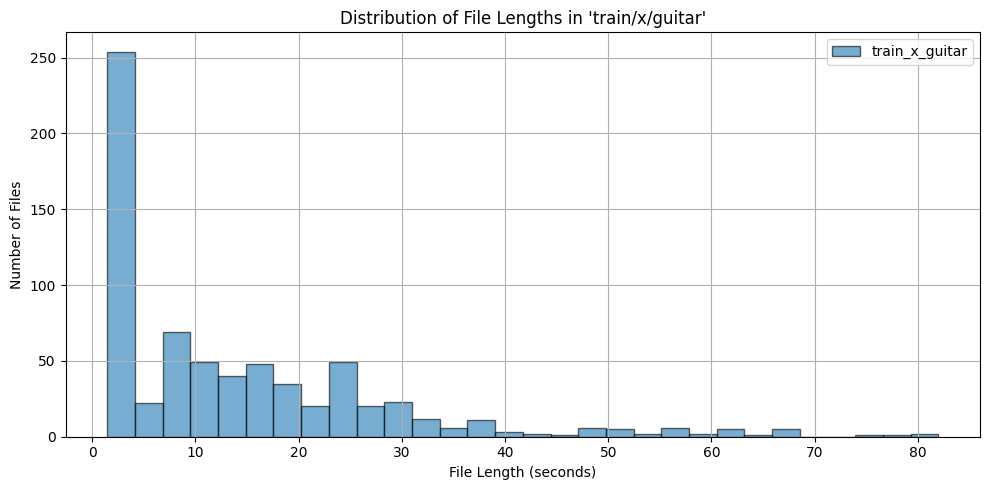 Distribution of File Lengths in 'train/x/guitar'
train_x_guitar
Number of Files
250
200
150
100
50
0
0 10 20 30 40 50 60 70 80
File Length (seconds)